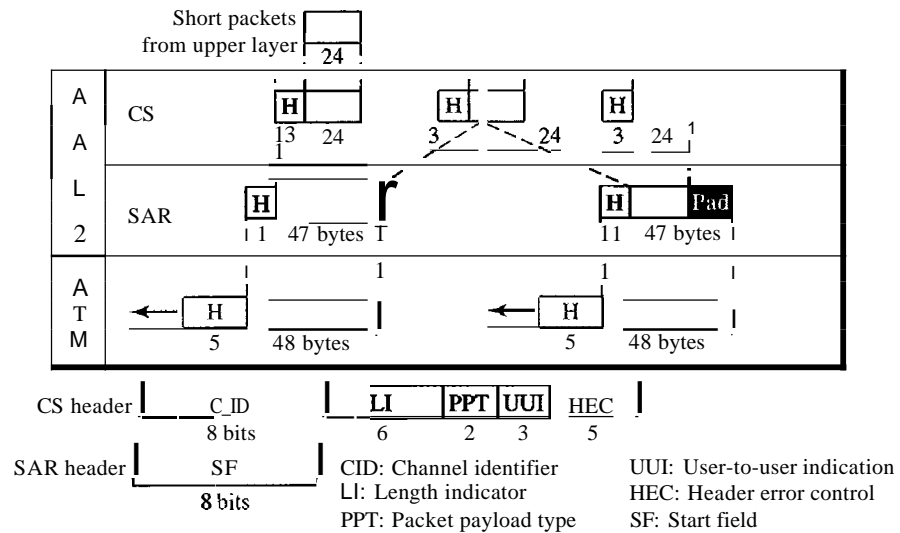 Short packets
from upper layer
24
A
A
L
2
CS
H
13 24
1
H
3 24
H
3 24 1
SAR
H
1 47 bytes T
r
H Pad
11 47 bytes
A
T
M
1
H
5 48 bytes
1
H
5 48 bytes
CS header C_ID LI PPT UUI HEC
8 bits 6 2 3 5
SAR header SF
8 bits
CID: Channel identifier
LI: Length indicator
PPT: Packet payload type
UUI: User-to-user indication
HEC: Header error control
SF: Start field